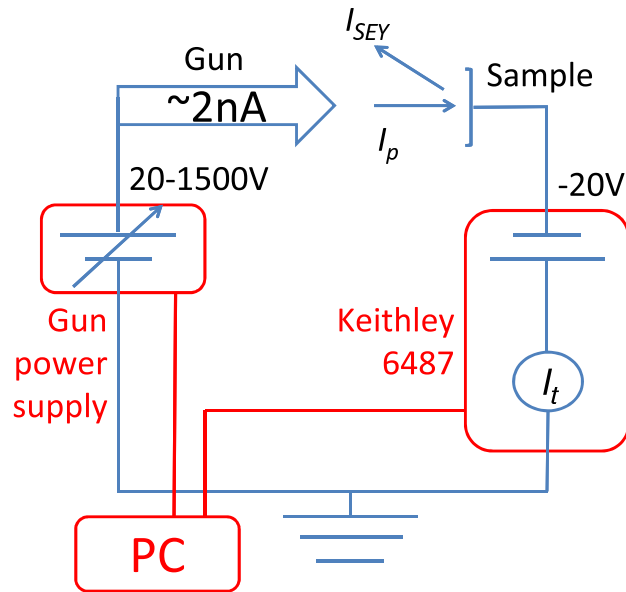 I_SEY
Gun
Sample
~2nA
I_p
20-1500V
-20V
Gun
power
supply
Keithley
6487
I_t
PC